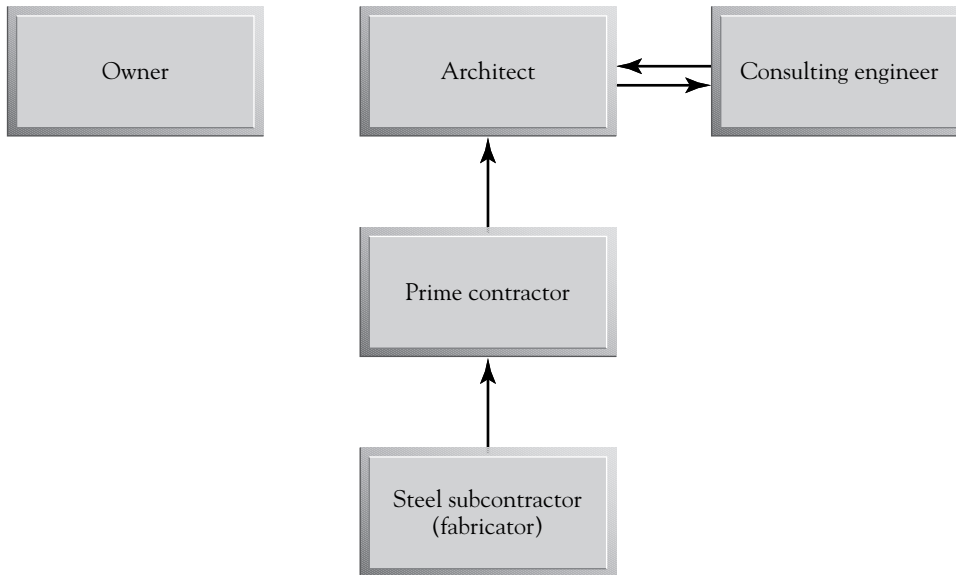 Owner
Architect
Consulting engineer
Prime contractor
Steel subcontractor
(fabricator)